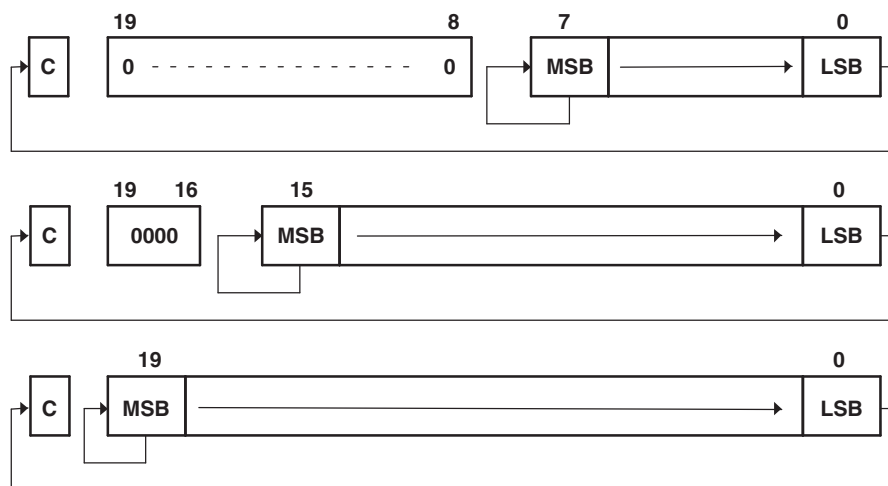 19 8 7 0
C 0 0 MSB LSB
19 16 15 0
C 0000 MSB LSB
19 0
C MSB LSB